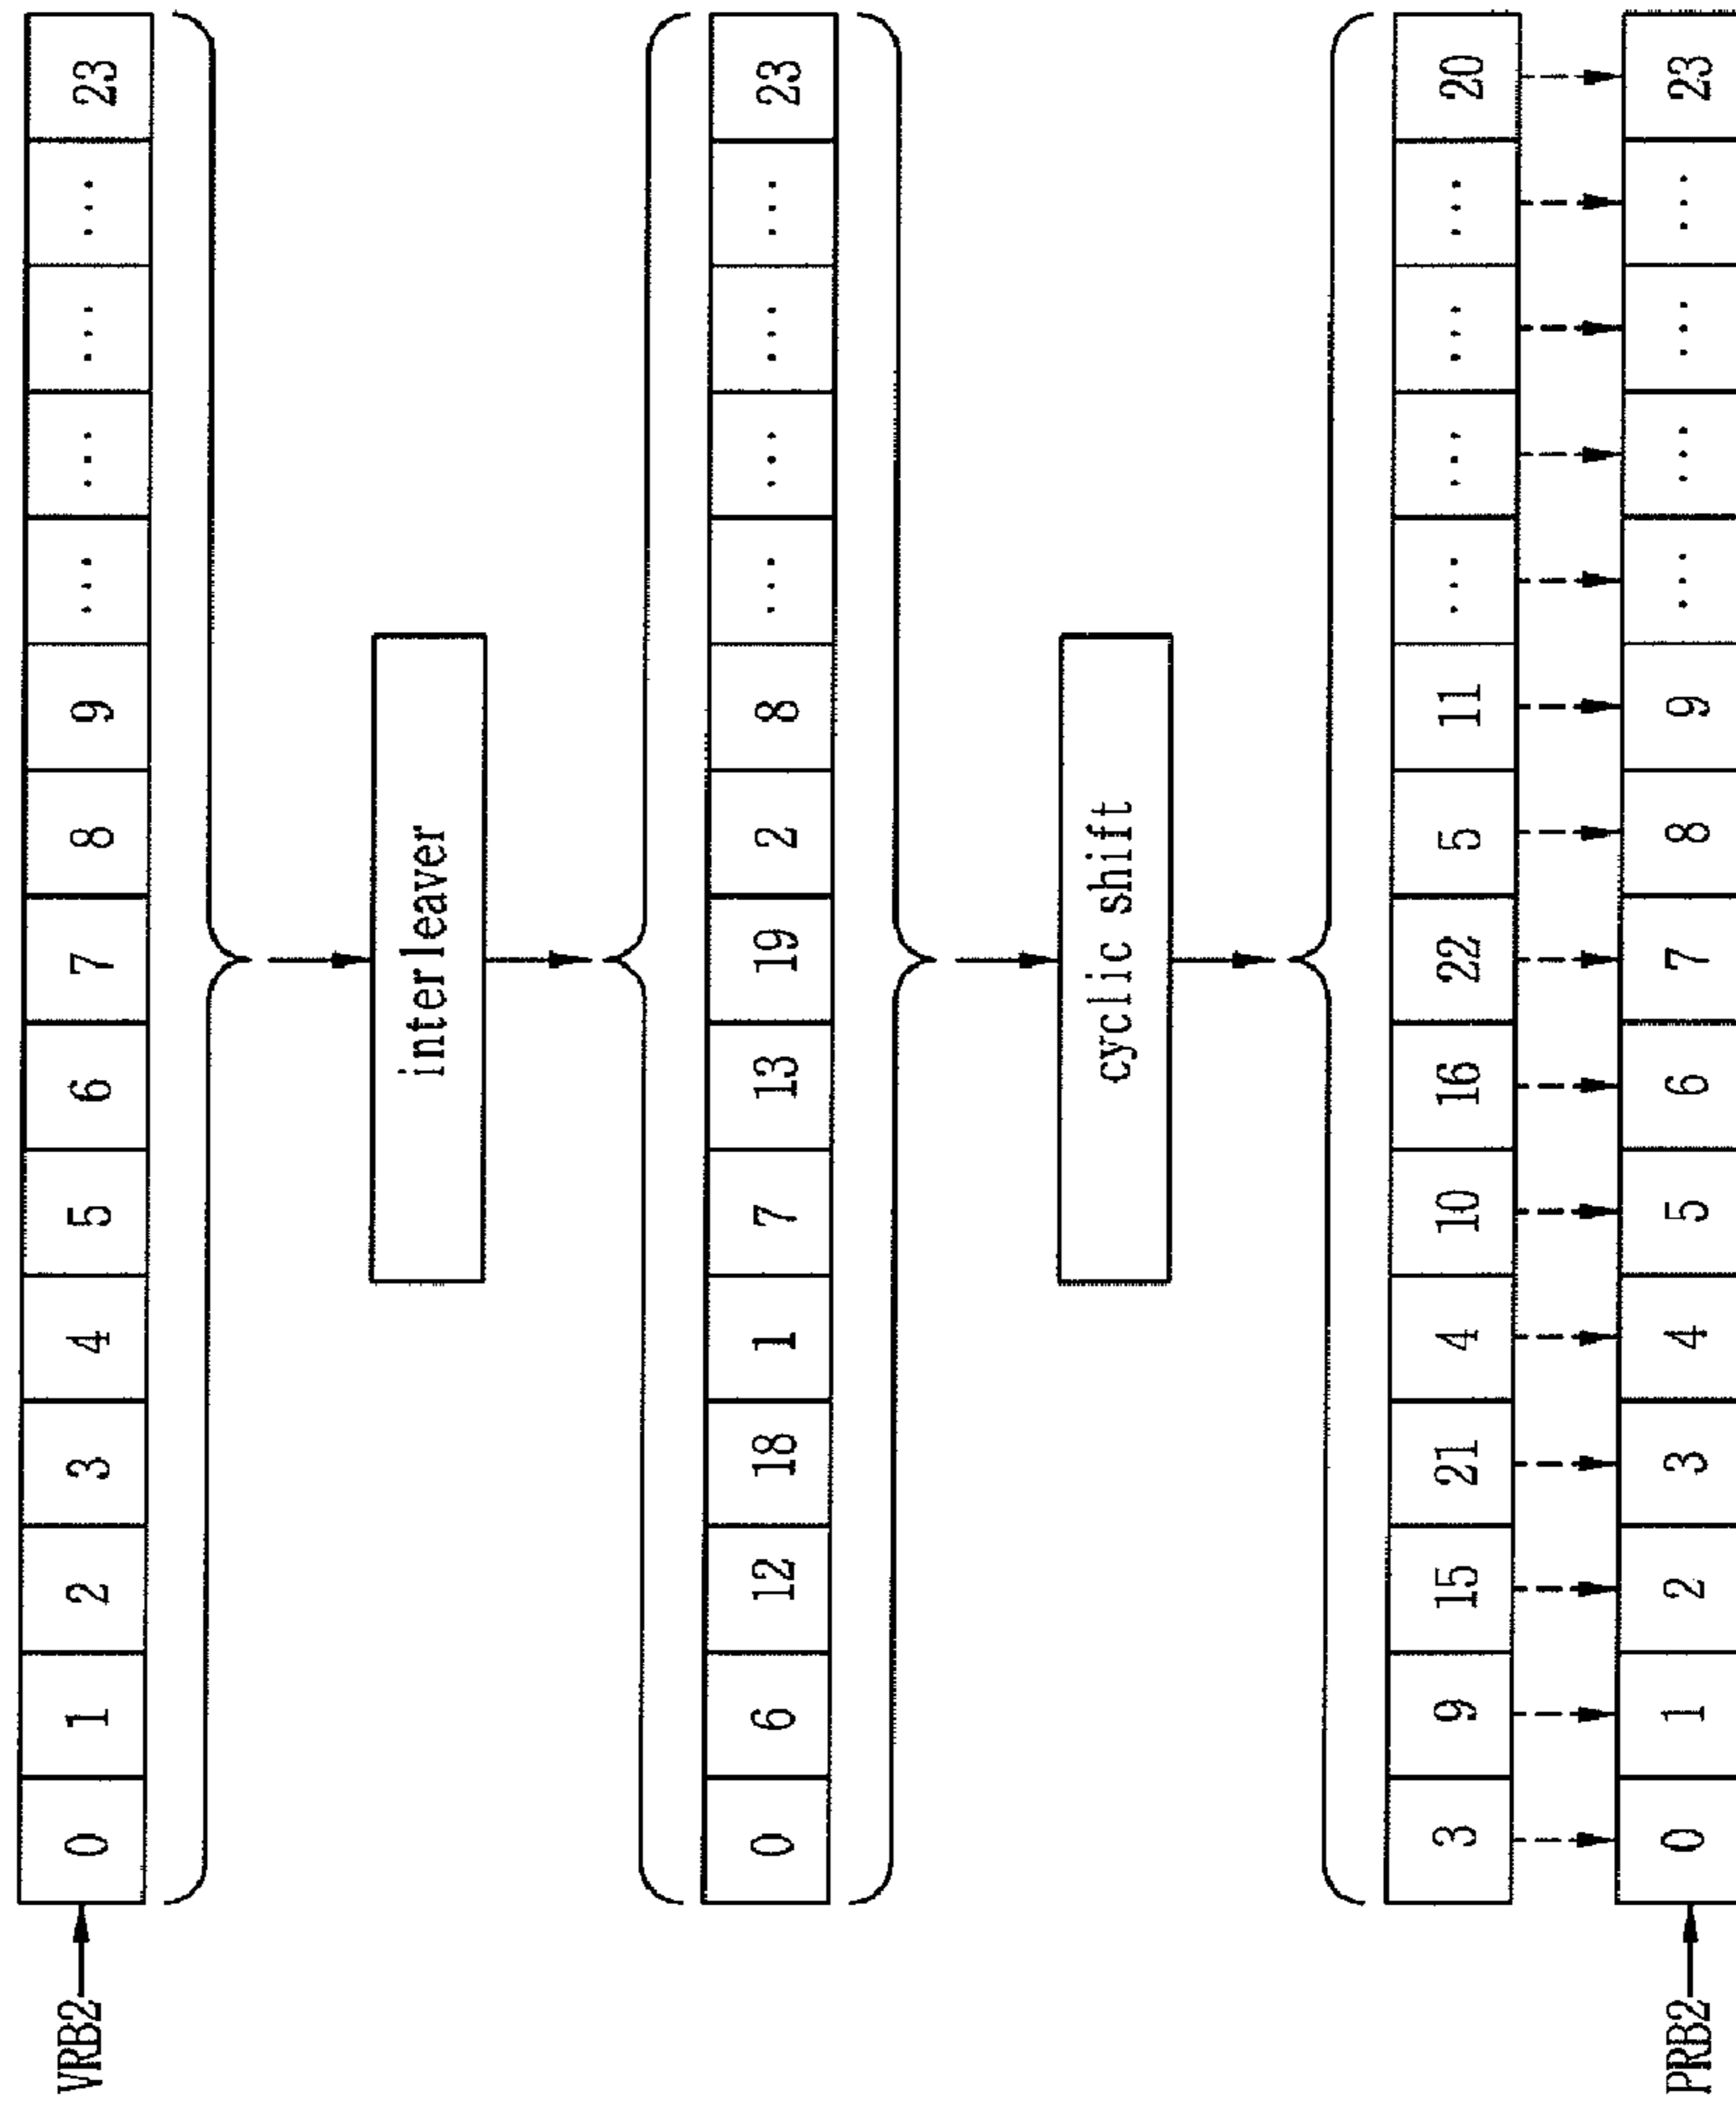 VRB2 0 1 2 3 4 5 6 7 8 9 ... ... ... ... 23
interleaver
0 6 12 18 1 7 13 19 2 8 ... ... ... ... 23
cyclic shift
3 9 15 21 4 10 16 22 5 11 ... ... ... ... 20
PRB2 0 1 2 3 4 5 6 7 8 9 ... ... ... ... 23